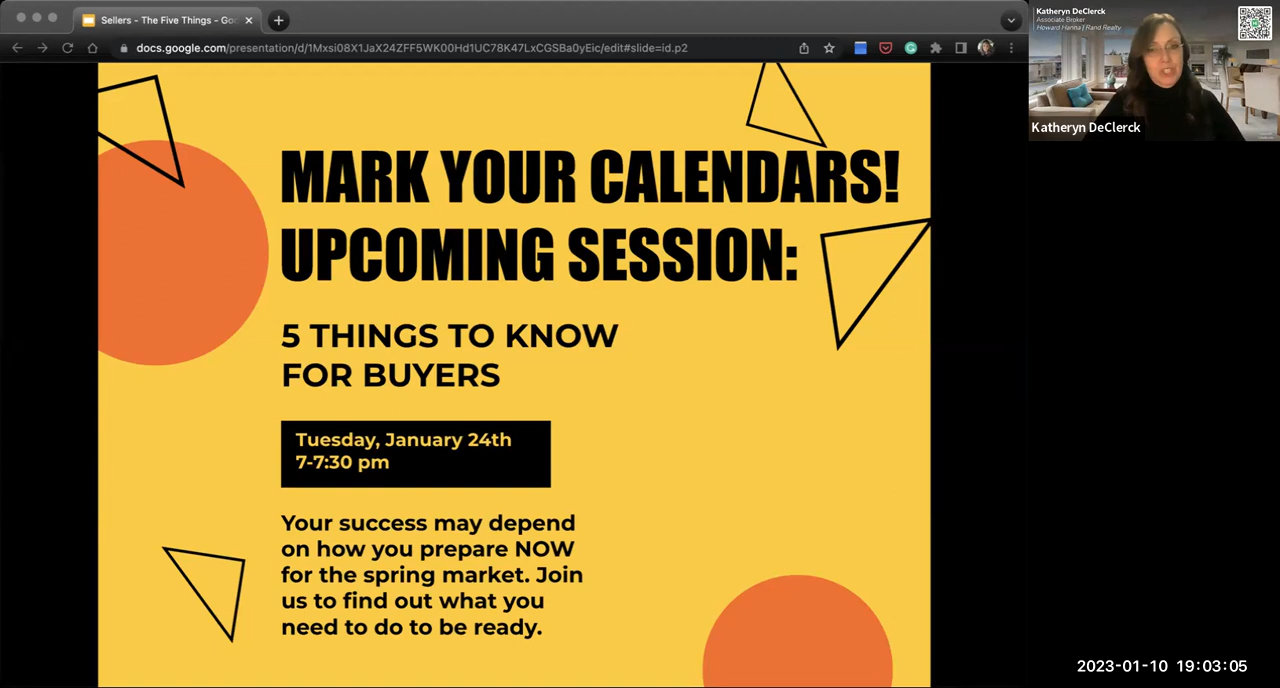 Sellers - The Five Things - Goo
docs.google.com/presentation/d/1Mxsi08X1JaX24ZFF5WK00Hd1UC78K47LxCGSBa0yEic/edit#slide=id.p2
MARK YOUR CALENDARS!
UPCOMING SESSION:
5 THINGS TO KNOW
FOR BUYERS
Tuesday, January 24th
7-7:30 pm
Your success may depend
on how you prepare NOW
for the spring market. Join
us to find out what you
need to do to be ready.
Katheryn DeClerck
Associate Broker
Howard Hanna | Rand Realty
Katheryn DeClerck
2023-01-10 19:03:05